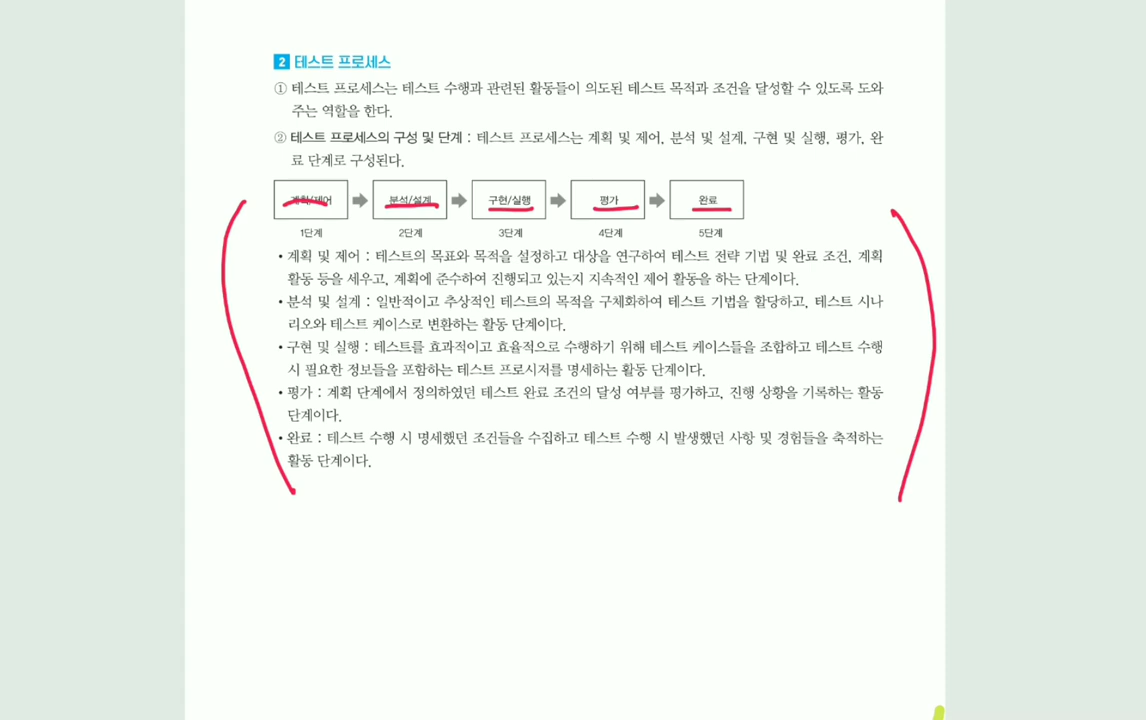 2 테스트 프로세스
① 테스트 프로세스는 테스트 수행과 관련된 활동들이 의도된 테스트 목적과 조건을 달성할 수 있도록 도와
주는 역할을 한다.
② 테스트 프로세스의 구성 및 단계 : 테스트 프로세스는 계획 및 제어, 분석 및 설계, 구현 및 실행, 평가, 완
료 단계로 구성된다.
계획/제어 분석/설계 구현/실행 평가 완료
1단계 2단계 3단계 4단계 5단계
• 계획 및 제어 : 테스트의 목표와 목적을 설정하고 대상을 연구하여 테스트 전략 기법 및 완료 조건, 계획
활동 등을 세우고, 계획에 준수하여 진행되고 있는지 지속적인 제어 활동을 하는 단계이다.
• 분석 및 설계 : 일반적이고 추상적인 테스트의 목적을 구체화하여 테스트 기법을 할당하고, 테스트 시나
리오와 테스트 케이스로 변환하는 활동 단계이다.
• 구현 및 실행 : 테스트를 효과적이고 효율적으로 수행하기 위해 테스트 케이스들을 조합하고 테스트 수행
시 필요한 정보들을 포함하는 테스트 프로시저를 명세하는 활동 단계이다.
• 평가 : 계획 단계에서 정의하였던 테스트 완료 조건의 달성 여부를 평가하고, 진행 상황을 기록하는 활동
단계이다.
• 완료 : 테스트 수행 시 명세했던 조건들을 수집하고 테스트 수행 시 발생했던 사항 및 경험들을 축적하는
활동 단계이다.